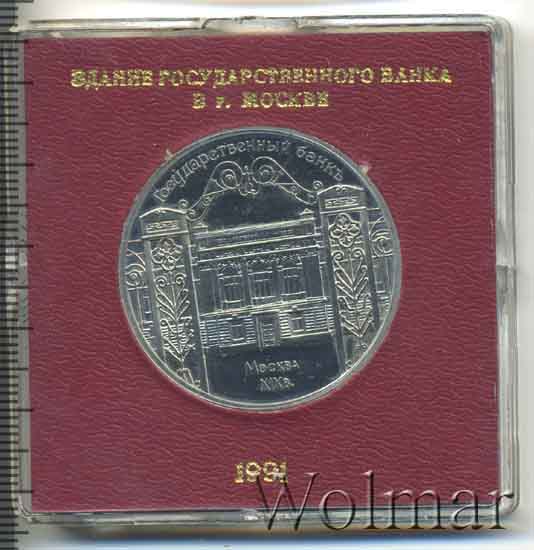 ЗДАНИЕ ГОСУДАРСТВЕННОГО БАНКА
В г. МОСКВЕ
Государственный банкъ
Москва
XIXв.
1991
Wolmar